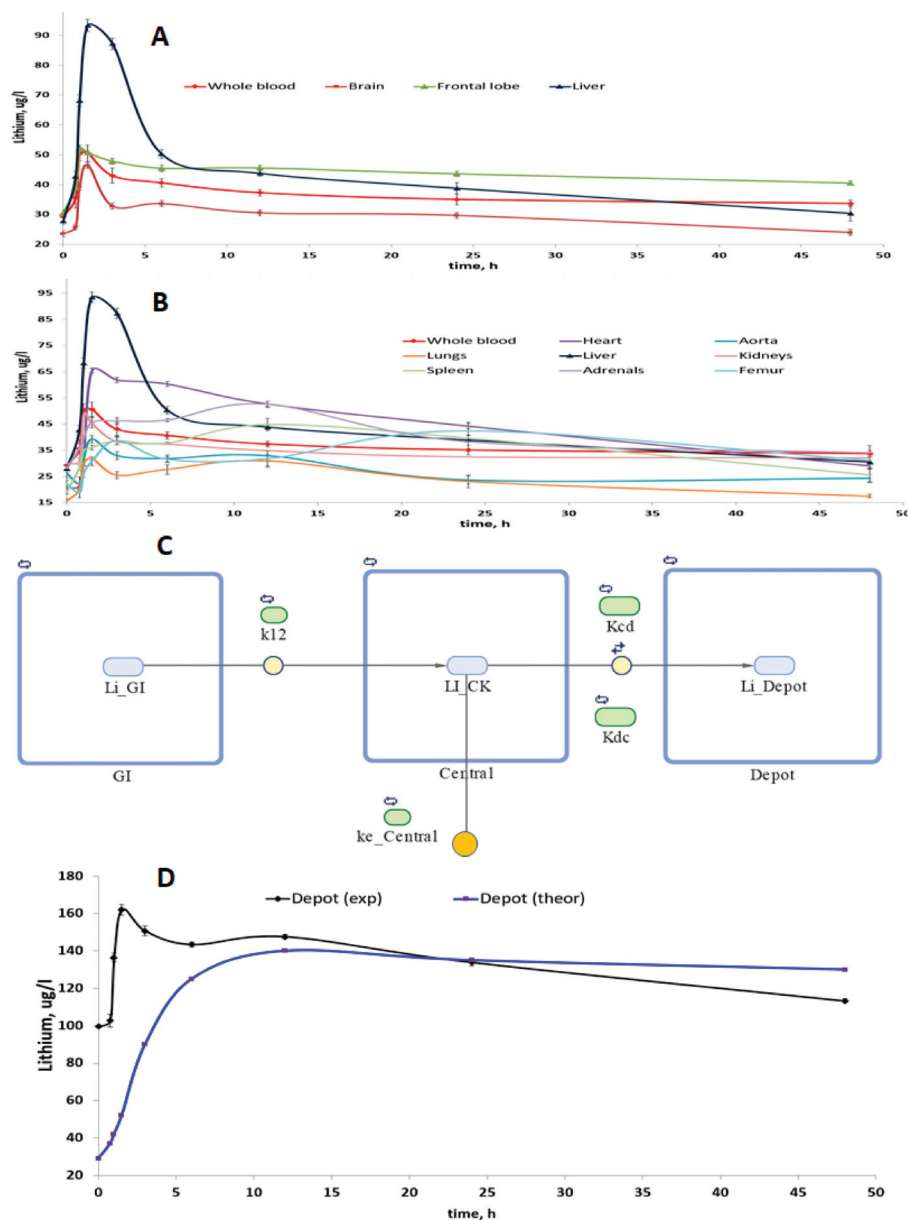 A
Whole blood Brain Frontal lobe Liver
Lithium, ug/l
90
80
70
60
50
40
30
20
0 5 10 15 20 25 30 35 40 45 50
time, h
B
Whole blood Heart Aorta
Lungs Liver Kidneys
Spleen Adrenals Femur
Lithium, ug/l
95
85
75
65
55
45
35
25
15
0 5 10 15 20 25 30 35 40 45 50
time, h
C
k12
Kcd
Li_GI LI_CK Li_Depot
Kdc
GI Central Depot
ke_Central
D
Depot (exp) Depot (theor)
Lithium, ug/l
180
160
140
120
100
80
60
40
20
0 5 10 15 20 25 30 35 40 45 50
time, h